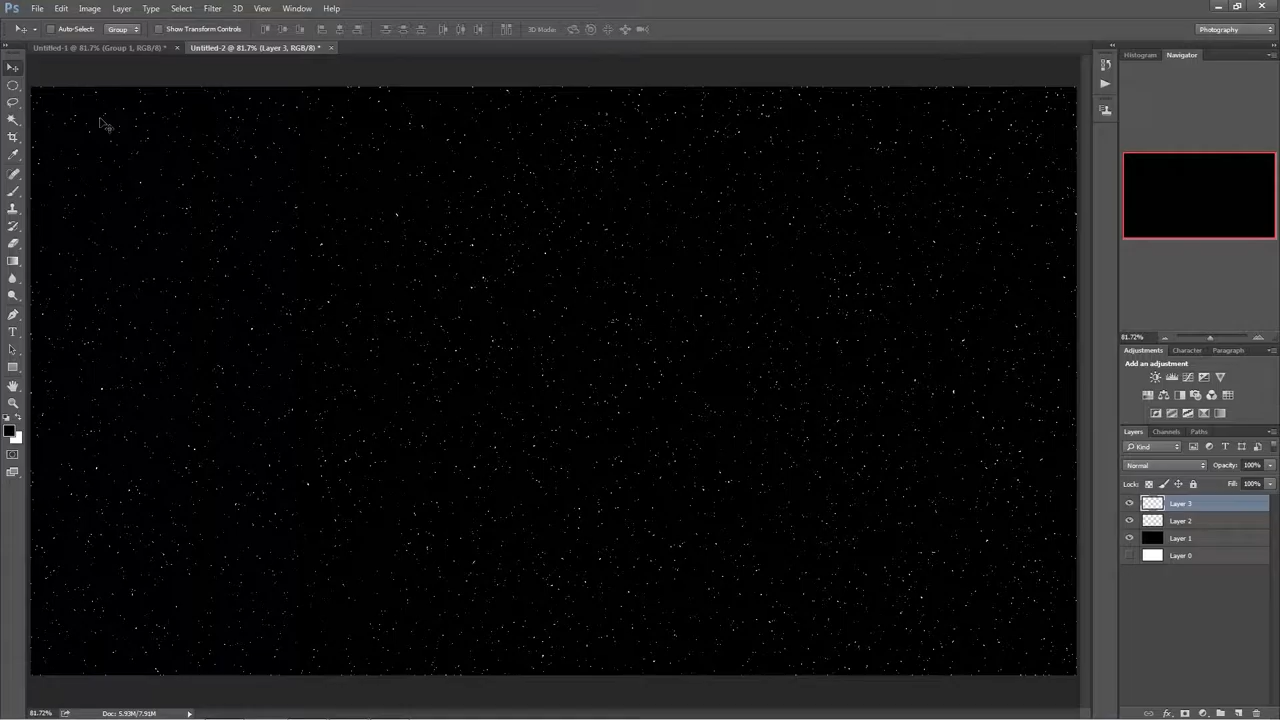 Ps File Edit Image Layer Type Select Filter 3D View Window Help
Auto-Select: Group Show Transform Controls 3D Mode: Photography
Untitled-1 @ 81.7% (Group 1, RGB/8) * × Untitled-2 @ 81.7% (Layer 3, RGB/8) * ×
Histogram Navigator
81.72%
Adjustments Character Paragraph
Add an adjustment
Layers Channels Paths
Kind
Normal Opacity: 100%
Lock: Fill: 100%
Layer 3
Layer 2
Layer 1
Layer 0
81.72% Doc: 5.93M/7.91M